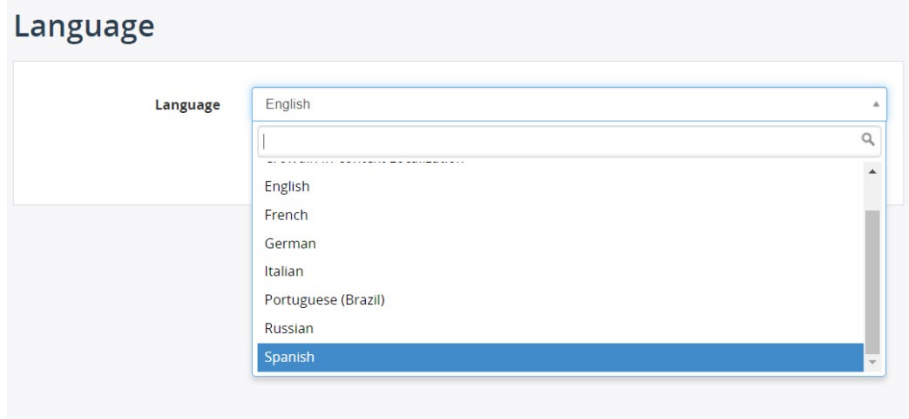 Language
Language English
English
French
German
Italian
Portuguese (Brazil)
Russian
Spanish